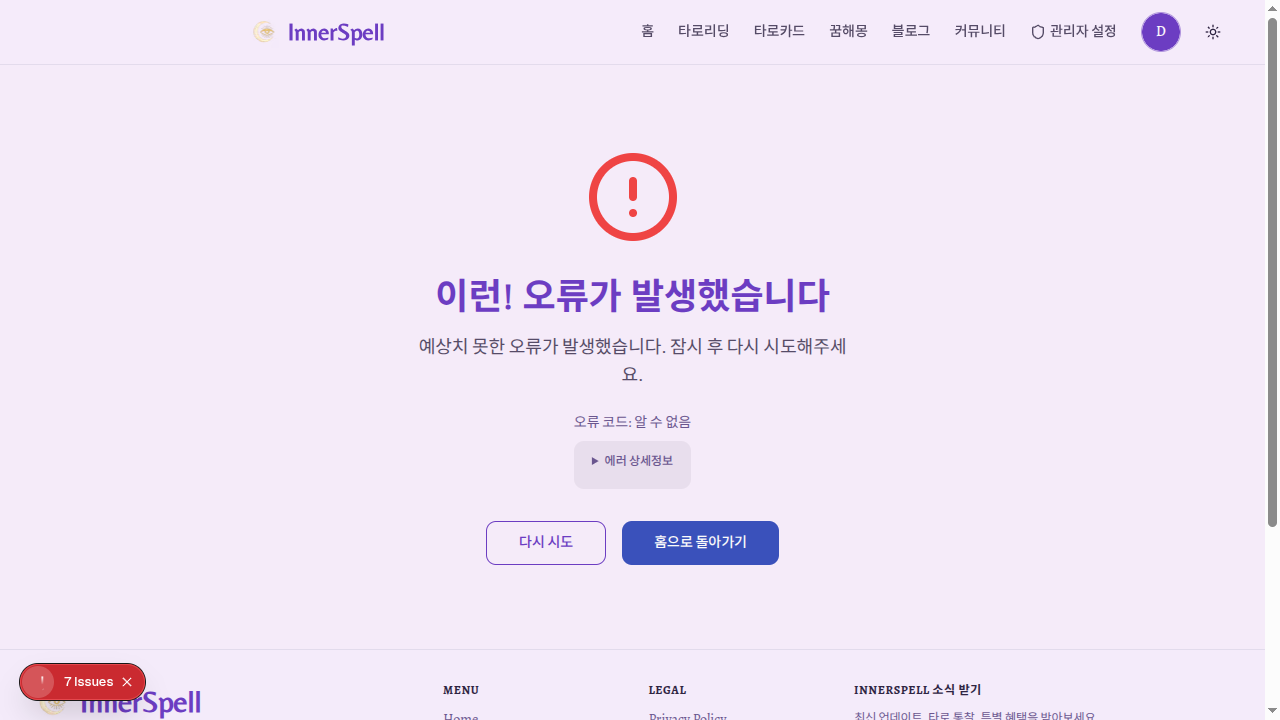 InnerSpell
홈 타로리딩 타로카드 꿈해몽 블로그 커뮤니티 관리자 설정 D
이런! 오류가 발생했습니다
예상치 못한 오류가 발생했습니다. 잠시 후 다시 시도해주세
요.
오류 코드: 알 수 없음
▶ 에러 상세정보
다시 시도
홈으로 돌아가기
7 Issues
InnerSpell
MENU
Home
LEGAL
Privacy Policy
INNERSPELL 소식 받기
최신 업데이트, 타로 통찰, 특별 혜택을 받아보세요